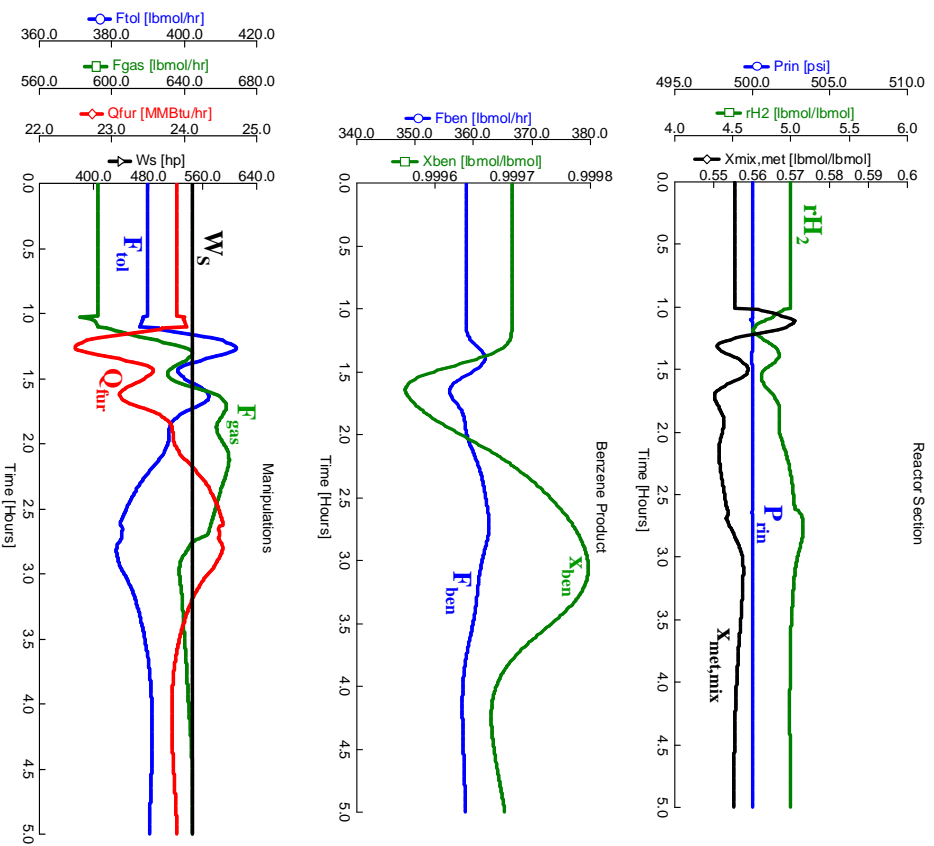 Ftol [lbmol/hr]
360.0 380.0 400.0 420.0
Fgas [lbmol/hr]
560.0 600.0 640.0 680.0
Qfur [MMBtu/hr]
22.0 23.0 24.0 25.0
Ws [hp]
400.0 480.0 560.0 640.0
0.0 0.5 1.0 1.5 2.0 2.5 3.0 3.5 4.0 4.5 5.0
Time [Hours]
Manipulations
Ws
Ftol
Qfur
Fgas
Fben [lbmol/hr]
340.0 350.0 360.0 370.0 380.0
Xben [lbmol/lbmol]
0.9996 0.9997 0.9998
0.0 0.5 1.0 1.5 2.0 2.5 3.0 3.5 4.0 4.5 5.0
Time [Hours]
Benzene Product
Fben
xben
Prin [psi]
495.0 500.0 505.0 510.0
rH2 [lbmol/lbmol]
4.0 4.5 5.0 5.5 6.0
Xmix,met [lbmol/lbmol]
0.55 0.56 0.57 0.58 0.59 0.6
0.0 0.5 1.0 1.5 2.0 2.5 3.0 3.5 4.0 4.5 5.0
Time [Hours]
Reactor Section
rH2
Prin
xmet,mix